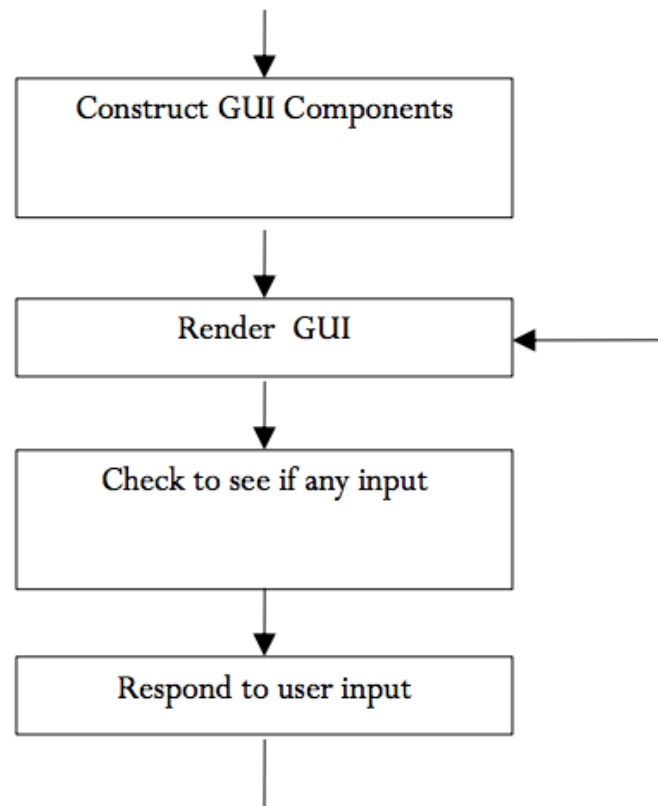 Construct GUI Components
Render GUI
Check to see if any input
Respond to user input